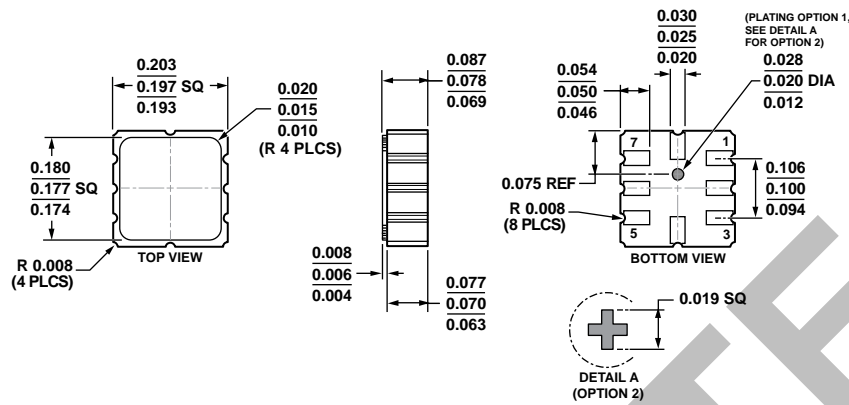 0.203
0.197 SQ
0.193
0.020
0.015
0.010
(R 4 PLCS)
0.180
0.177 SQ
0.174
R 0.008
(4 PLCS)
TOP VIEW
0.087
0.078
0.069
0.008
0.006
0.004
0.077
0.070
0.063
0.030
0.025
0.020
(PLATING OPTION 1,
SEE DETAIL A
FOR OPTION 2)
0.054
0.050
0.046
0.028
0.020 DIA
0.012
7
1
0.075 REF
0.106
0.100
0.094
R 0.008
(8 PLCS)
5
3
BOTTOM VIEW
0.019 SQ
DETAIL A
(OPTION 2)